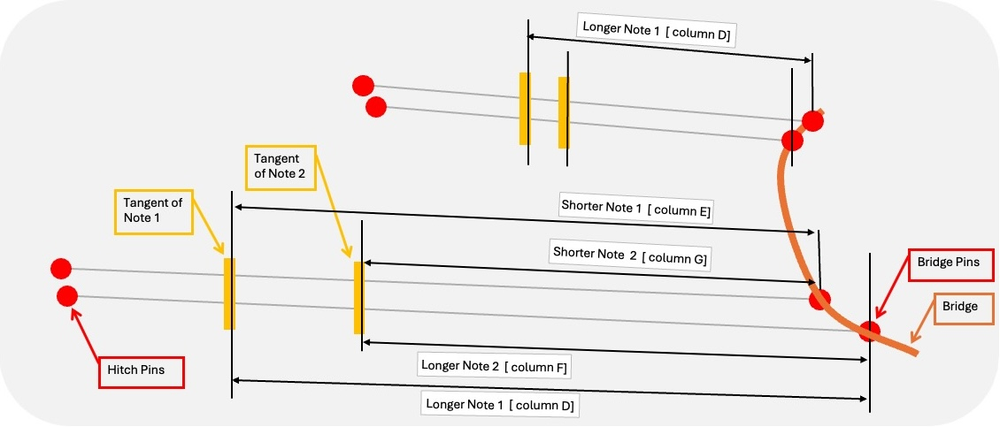 Longer Note 1 [ column D]
Tangent
of Note 2
Tangent of
Note 1
Shorter Note 1 [ column E]
Shorter Note 2 [ column G]
Bridge Pins
Bridge
Hitch Pins
Longer Note 2 [ column F]
Longer Note 1 [ column D]